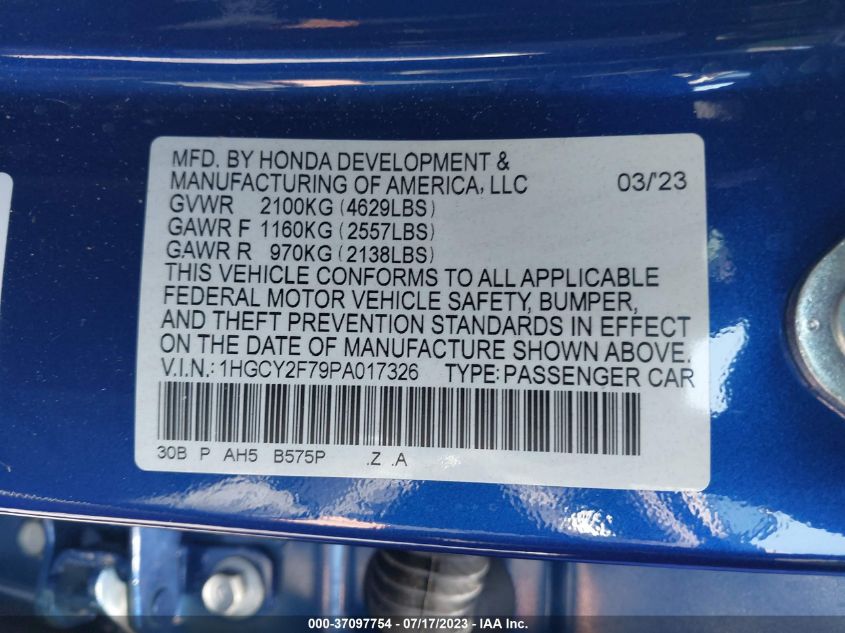 MFD. BY HONDA DEVELOPMENT &
MANUFACTURING OF AMERICA, LLC 03/'23
GVWR 2100KG (4629LBS)
GAWR F 1160KG (2557LBS)
GAWR R 970KG (2138LBS)
THIS VEHICLE CONFORMS TO ALL APPLICABLE
FEDERAL MOTOR VEHICLE SAFETY, BUMPER,
AND THEFT PREVENTION STANDARDS IN EFFECT
ON THE DATE OF MANUFACTURE SHOWN ABOVE.
V.I.N.: 1HGCY2F79PA017326 TYPE: PASSENGER CAR
30B P AH5 B575P .Z .A
000-37097754 - 07/17/2023 - IAAI.COM